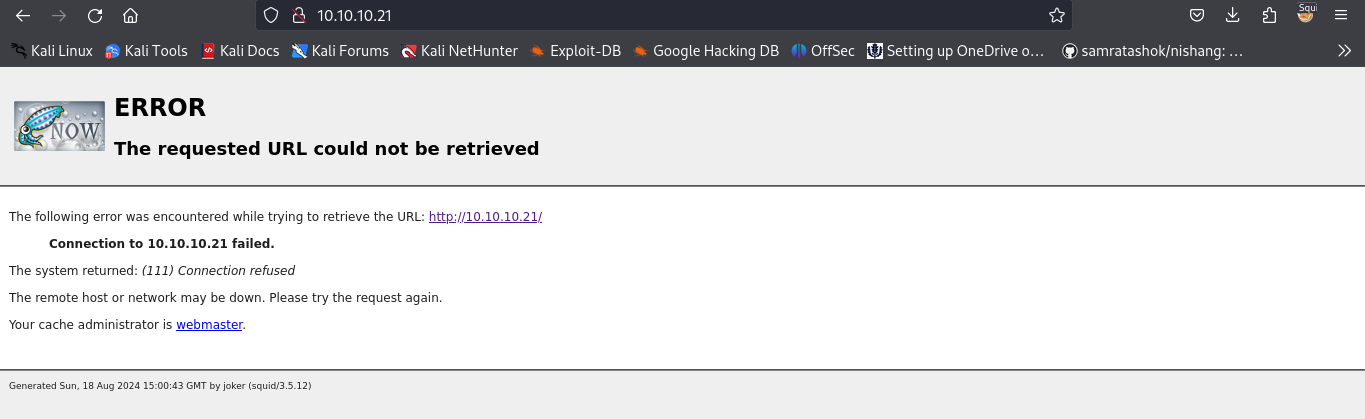 10.10.10.21
Squi
Kali Linux Kali Tools Kali Docs Kali Forums Kali NetHunter Exploit-DB Google Hacking DB OffSec Setting up OneDrive o… samratashok/nishang: …
NOW
ERROR
The requested URL could not be retrieved
The following error was encountered while trying to retrieve the URL: http://10.10.10.21/
Connection to 10.10.10.21 failed.
The system returned: (111) Connection refused
The remote host or network may be down. Please try the request again.
Your cache administrator is webmaster.
Generated Sun, 18 Aug 2024 15:00:43 GMT by joker (squid/3.5.12)